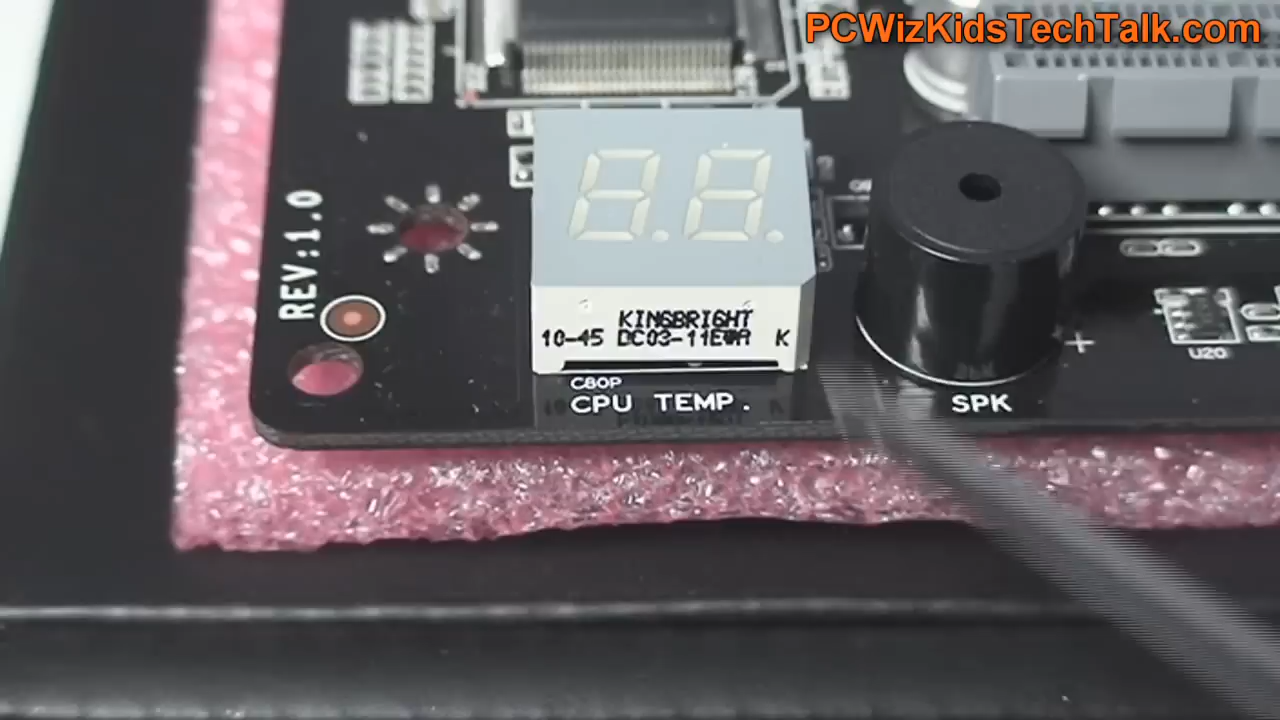 PCWizKidsTechTalk.com
REV:1.0
KINGBRIGHT
10-45 DC03-11EWA K
C80P
CPU TEMP.
SPK
+
U20